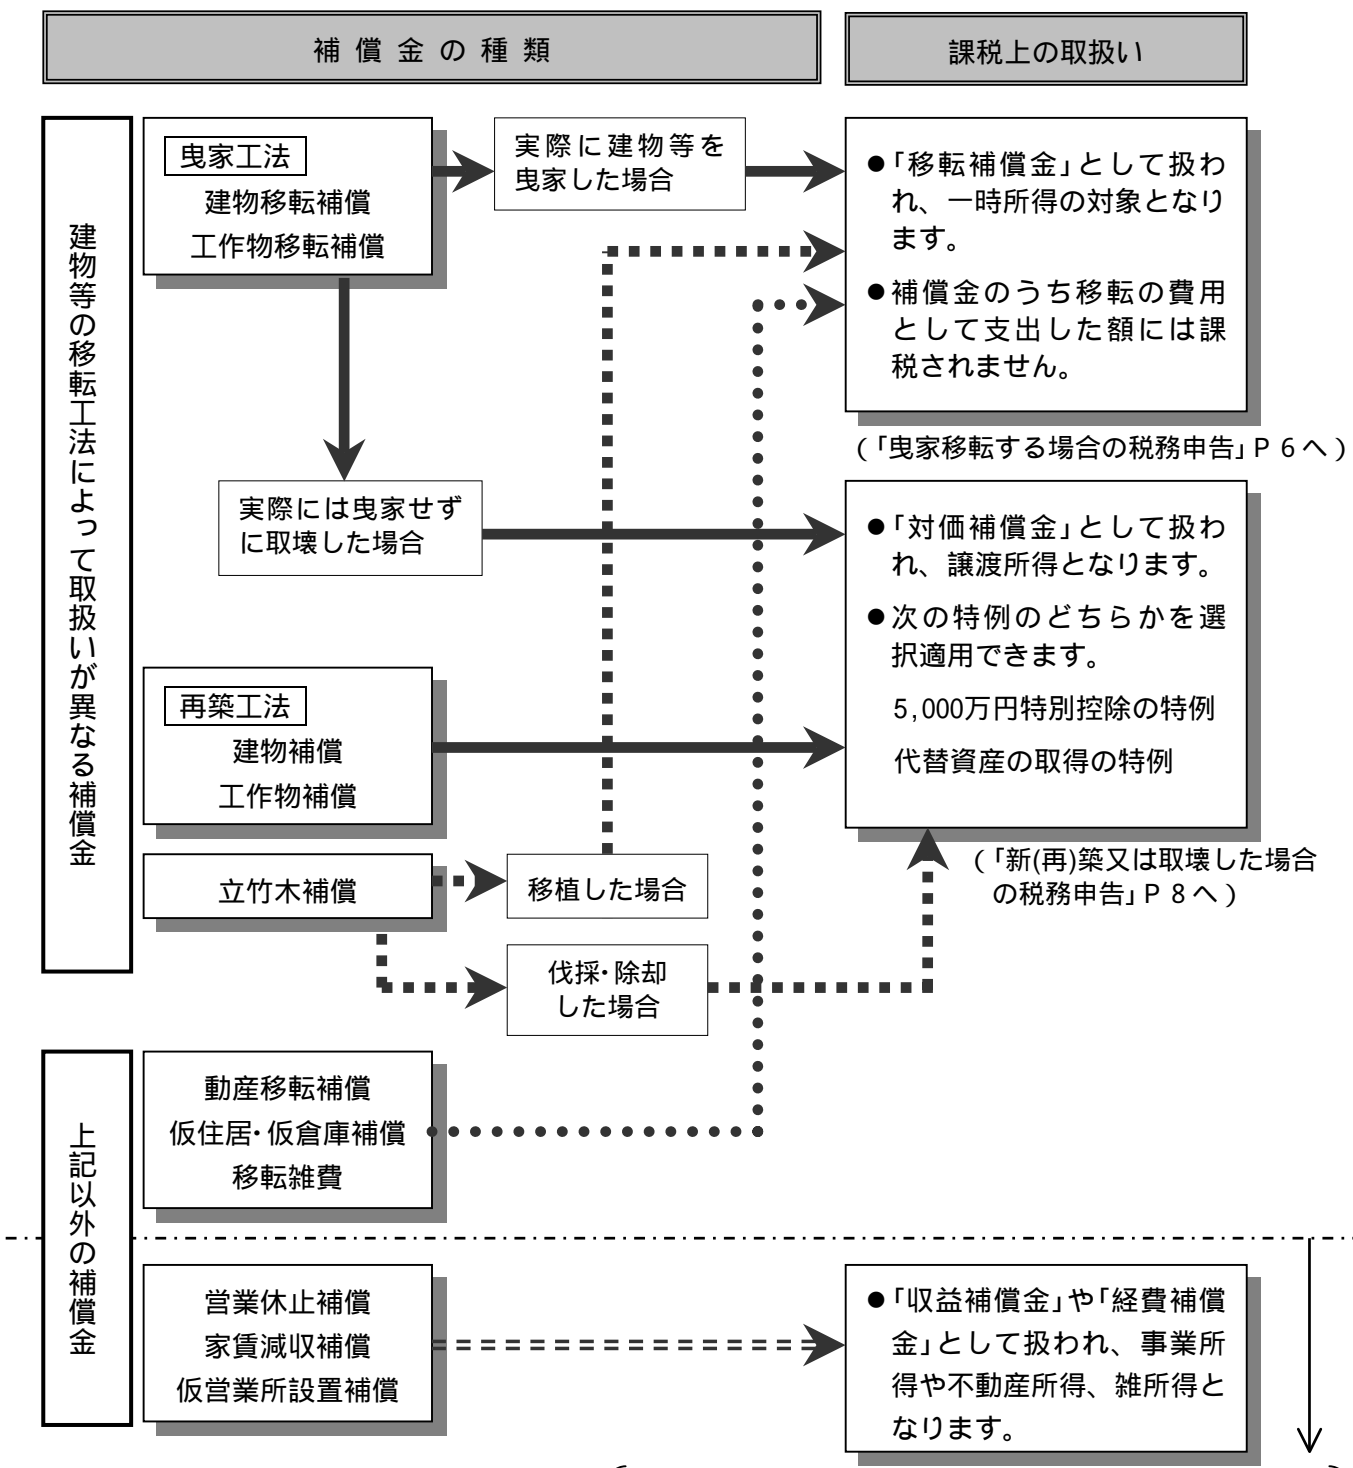 補償金の種類
課税上の取扱い
建物等の移転工法によって取扱いが異なる補償金
曳家工法
建物移転補償
工作物移転補償
実際に建物等を
曳家した場合
●｢移転補償金｣として扱わ
れ、一時所得の対象となり
ます。
●補償金のうち移転の費用
として支出した額には課
税されません。
(｢曳家移転する場合の税務申告｣Ｐ６へ)
実際には曳家せず
に取壊した場合
●｢対価補償金｣として扱わ
れ、譲渡所得となります。
●次の特例のどちらかを選
択適用できます。
5,000万円特別控除の特例
代替資産の取得の特例
再築工法
建物補償
工作物補償
(｢新(再)築又は取壊した場合
の税務申告｣Ｐ８へ)
立竹木補償
移植した場合
伐採･除却
した場合
上記以外の補償金
動産移転補償
仮住居･仮倉庫補償
移転雑費
営業休止補償
家賃減収補償
仮営業所設置補償
●｢収益補償金｣や｢経費補償
金｣として扱われ、事業所
得や不動産所得、雑所得と
なります。